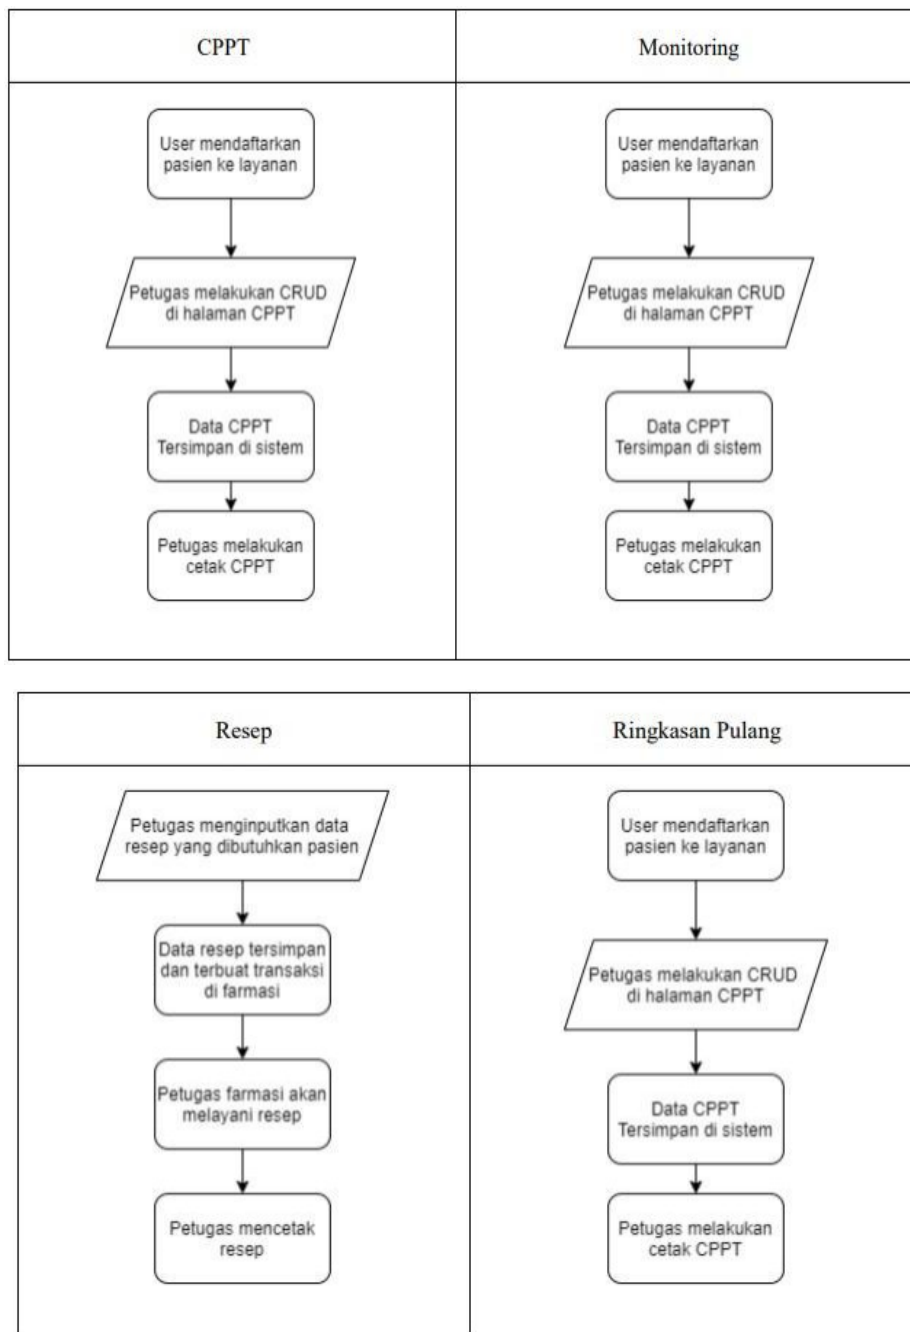 CPPT
Monitoring
User mendaftarkan
pasien ke layanan
Petugas melakukan CRUD
di halaman CPPT
Data CPPT
Tersimpan di sistem
Petugas melakukan
cetak CPPT
User mendaftarkan
pasien ke layanan
Petugas melakukan CRUD
di halaman CPPT
Data CPPT
Tersimpan di sistem
Petugas melakukan
cetak CPPT
Resep
Ringkasan Pulang
Petugas menginputkan data
resep yang dibutuhkan pasien
Data resep tersimpan
dan terbuat transaksi
di farmasi
Petugas farmasi akan
melayani resep
Petugas mencetak
resep
User mendaftarkan
pasien ke layanan
Petugas melakukan CRUD
di halaman CPPT
Data CPPT
Tersimpan di sistem
Petugas melakukan
cetak CPPT